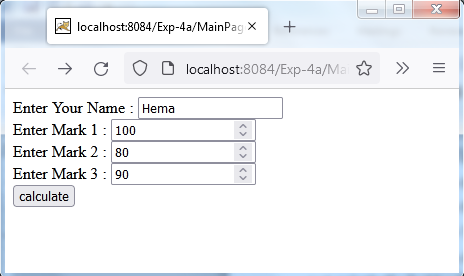 localhost:8084/Exp-4a/MainPag
localhost:8084/Exp-4a/Ma
Enter Your Name : Hema
Enter Mark 1 : 100
Enter Mark 2 : 80
Enter Mark 3 : 90
calculate